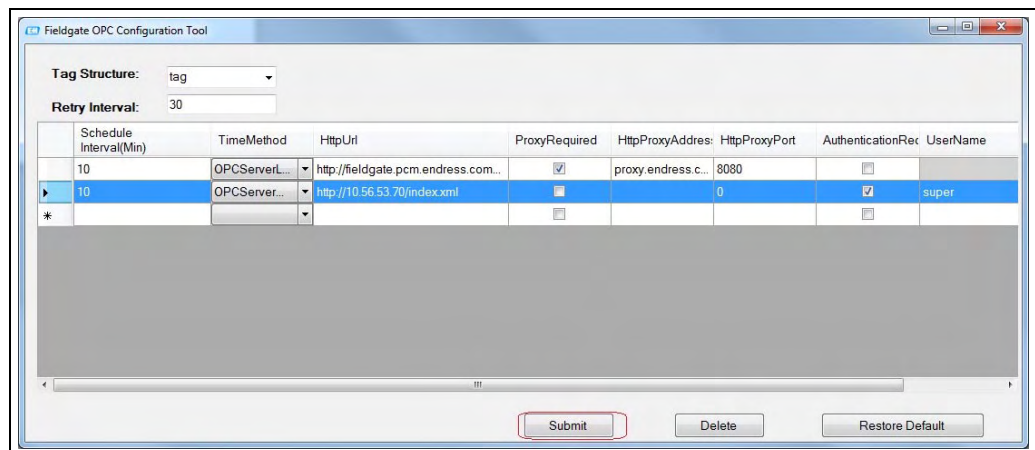 Fieldgate OPC Configuration Tool
Tag Structure: tag
Retry Interval: 30
Schedule Interval(Min) TimeMethod HttpUrl ProxyRequired HttpProxyAddres HttpProxyPort AuthenticationRec UserName
10 OPCServerL... http://fieldgate.pcm.endress.com... proxy.endress.c... 8080
10 OPCServer... http://10.56.53.70/index.xml 0 super
Submit Delete Restore Default